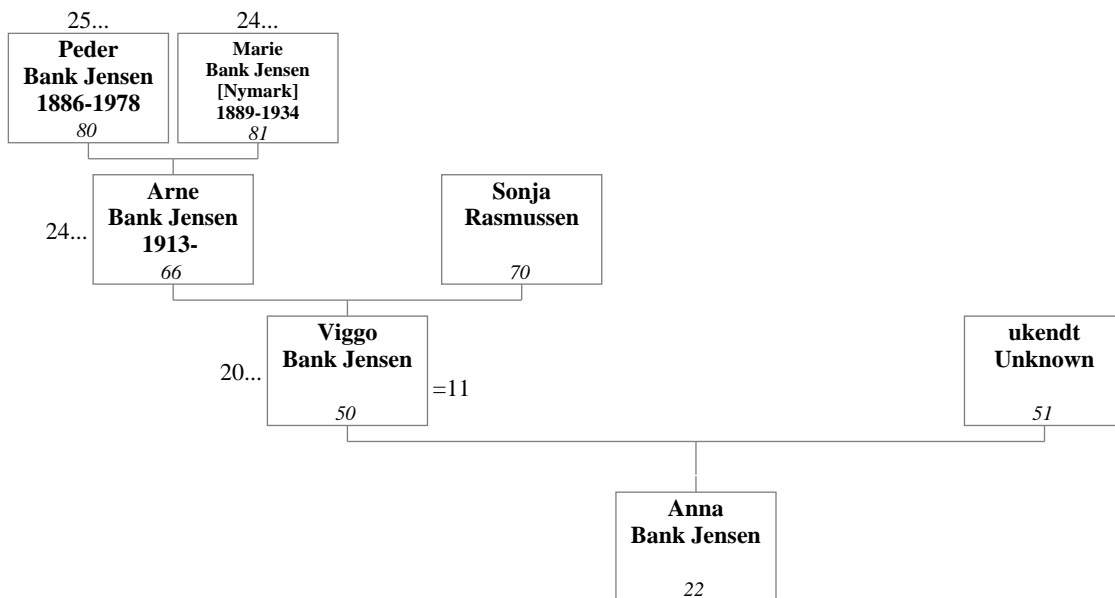 25...
24...
Peder
Bank Jensen
1886-1978
80
Marie
Bank Jensen
[Nymark]
1889-1934
81
24...
Arne
Bank Jensen
1913-
66
Sonja
Rasmussen
70
20...
Viggo
Bank Jensen
50
=11
ukendt
Unknown
51
Anna
Bank Jensen
22